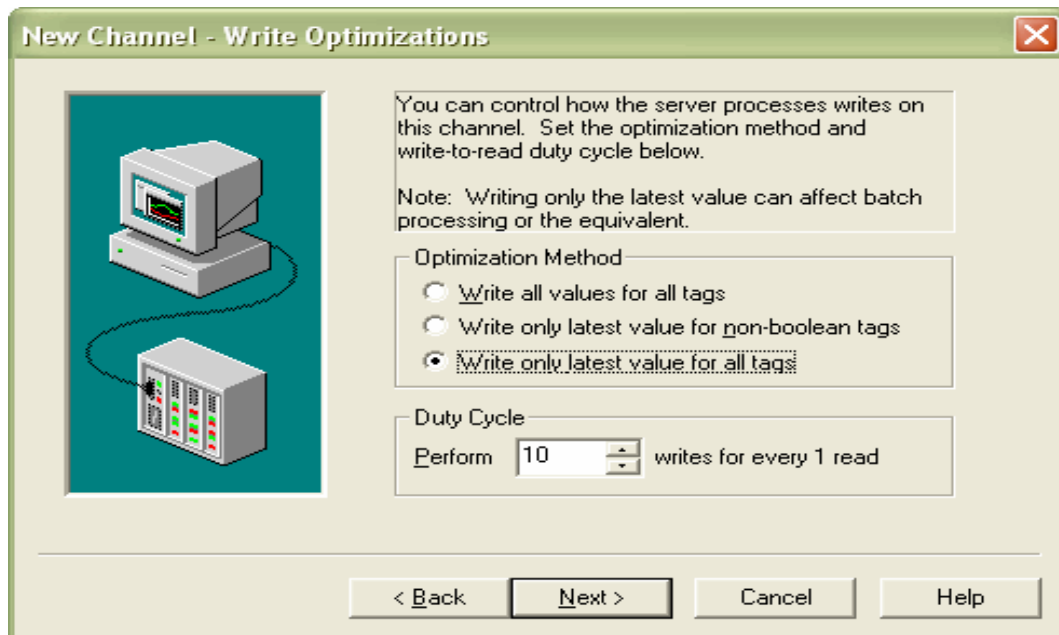 New Channel - Write Optimizations
You can control how the server processes writes on
this channel.  Set the optimization method and
write-to-read duty cycle below.
Note:  Writing only the latest value can affect batch
processing or the equivalent.
Optimization Method
Write all values for all tags
Write only latest value for non-boolean tags
Write only latest value for all tags
Duty Cycle
Perform 10 writes for every 1 read
< Back Next > Cancel Help